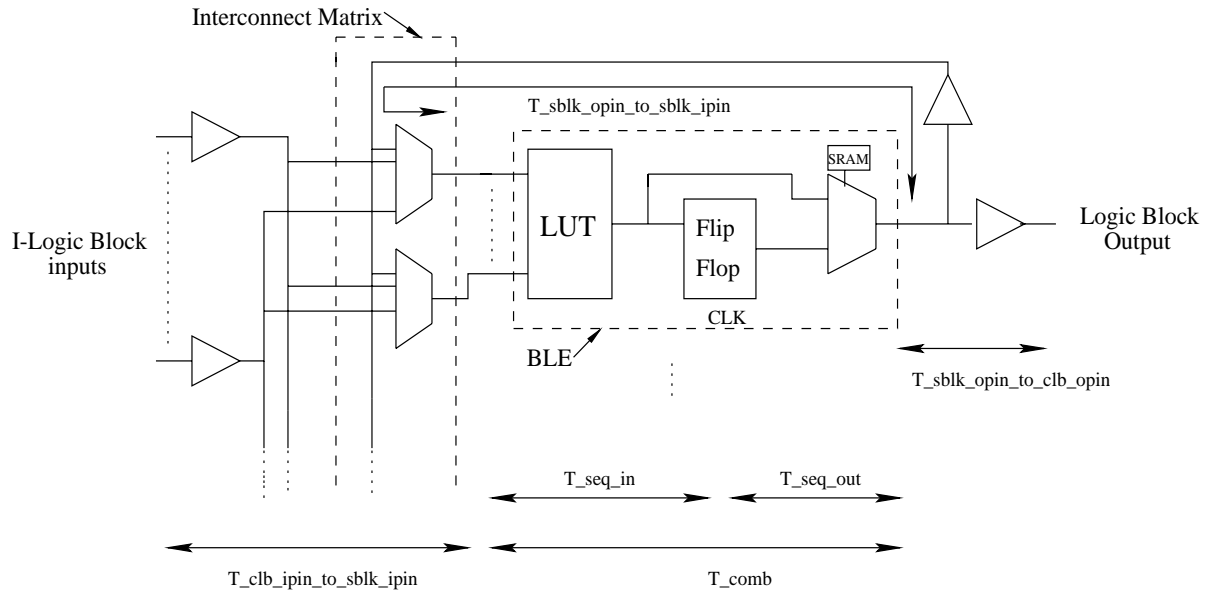 Interconnect Matrix
T_sblk_opin_to_sblk_ipin
SRAM
I-Logic Block
inputs
LUT
Flip
Flop
Logic Block
Output
CLK
BLE
T_sblk_opin_to_clb_opin
T_seq_in
T_seq_out
T_clb_ipin_to_sblk_ipin
T_comb